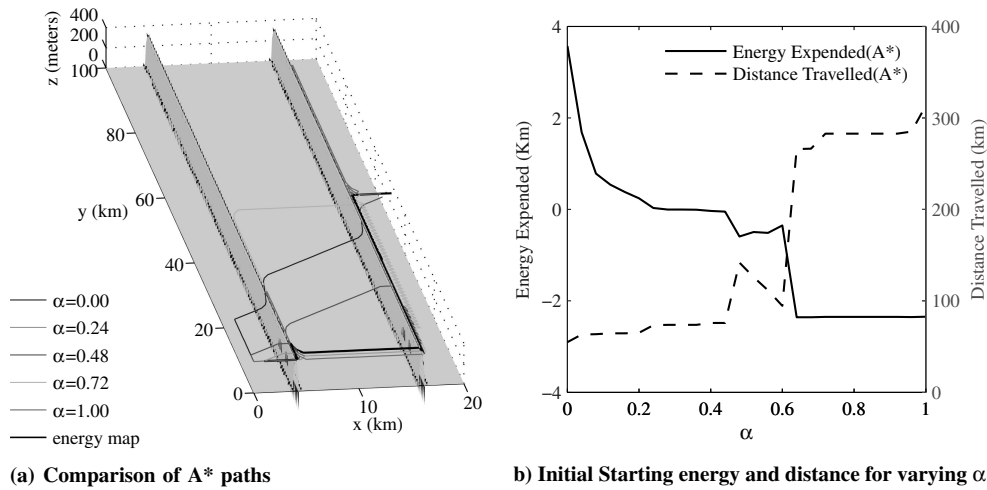 400
200
0
z (meters)
100
80
60
40
20
0
y (km)
0
10
20
x (km)
α=0.00
α=0.24
α=0.48
α=0.72
α=1.00
energy map
(a) Comparison of A* paths
4
2
0
−2
−4
Energy Expended (Km)
Energy Expended(A*)
Distance Travelled(A*)
400
300
200
100
0
Distance Travelled (km)
0
0.2
0.4
0.6
0.8
1
α
b) Initial Starting energy and distance for varying α